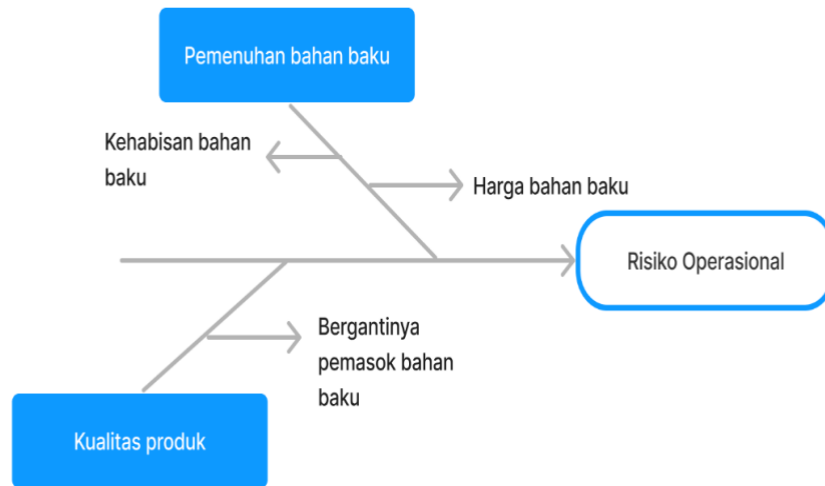 Pemenuhan bahan baku
Kehabisan bahan
baku
Harga bahan baku
Risiko Operasional
Bergantinya
pemasok bahan
baku
Kualitas produk